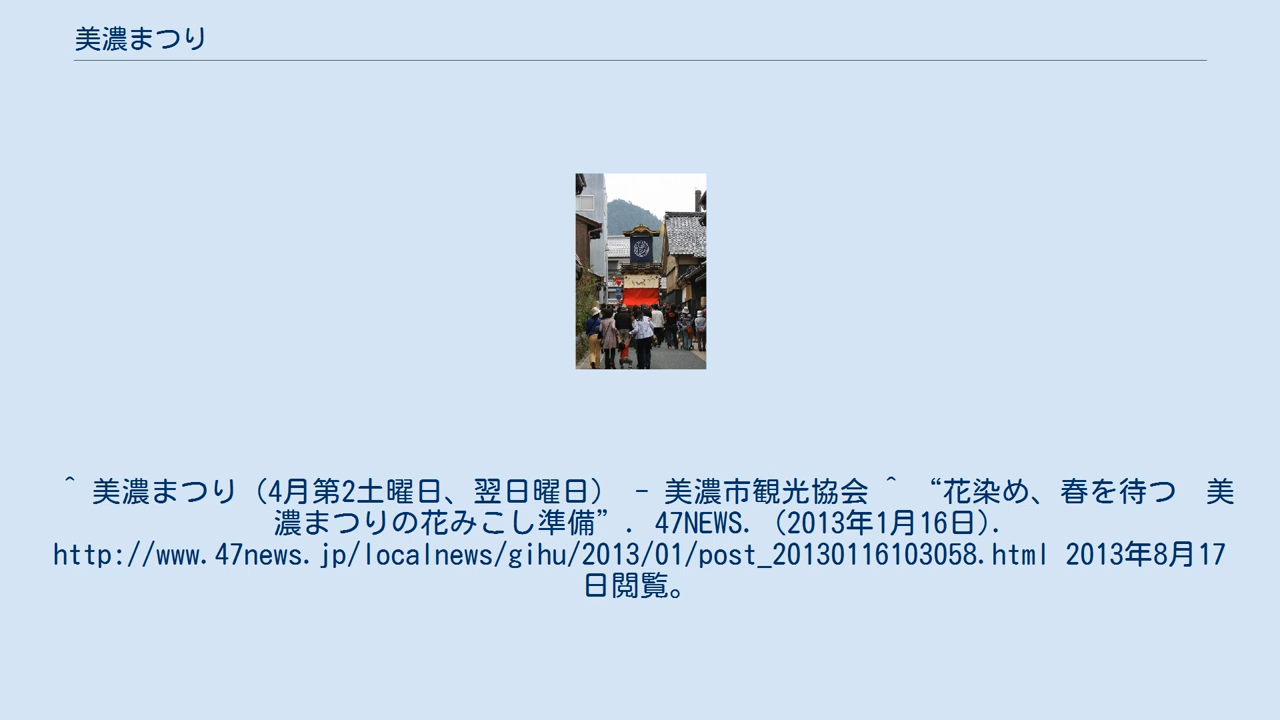 美濃まつり
^ 美濃まつり（4月第2土曜日、翌日曜日） - 美濃市観光協会 ^ “花染め、春を待つ　美
濃まつりの花みこし準備”. 47NEWS. (2013年1月16日).
http://www.47news.jp/localnews/gihu/2013/01/post_20130116103058.html 2013年8月17
日閲覧。